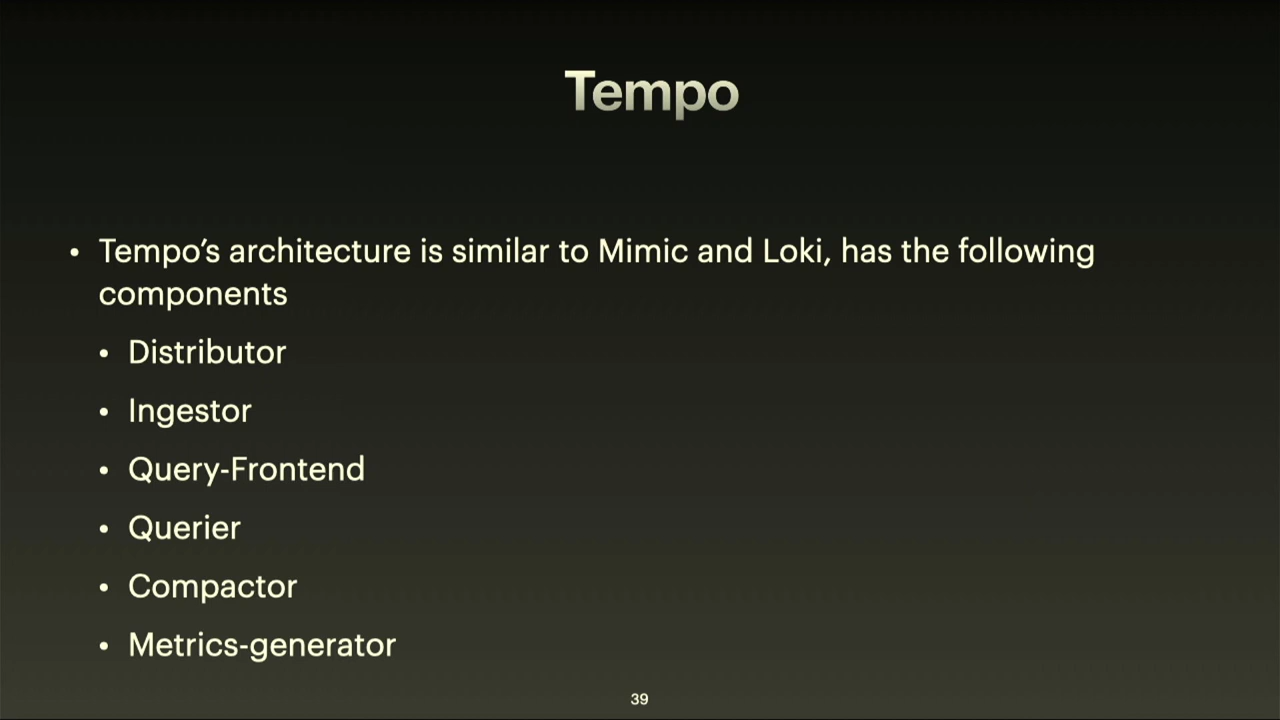 Tempo
• Tempo’s architecture is similar to Mimic and Loki, has the following
components
• Distributor
• Ingestor
• Query-Frontend
• Querier
• Compactor
• Metrics-generator
39